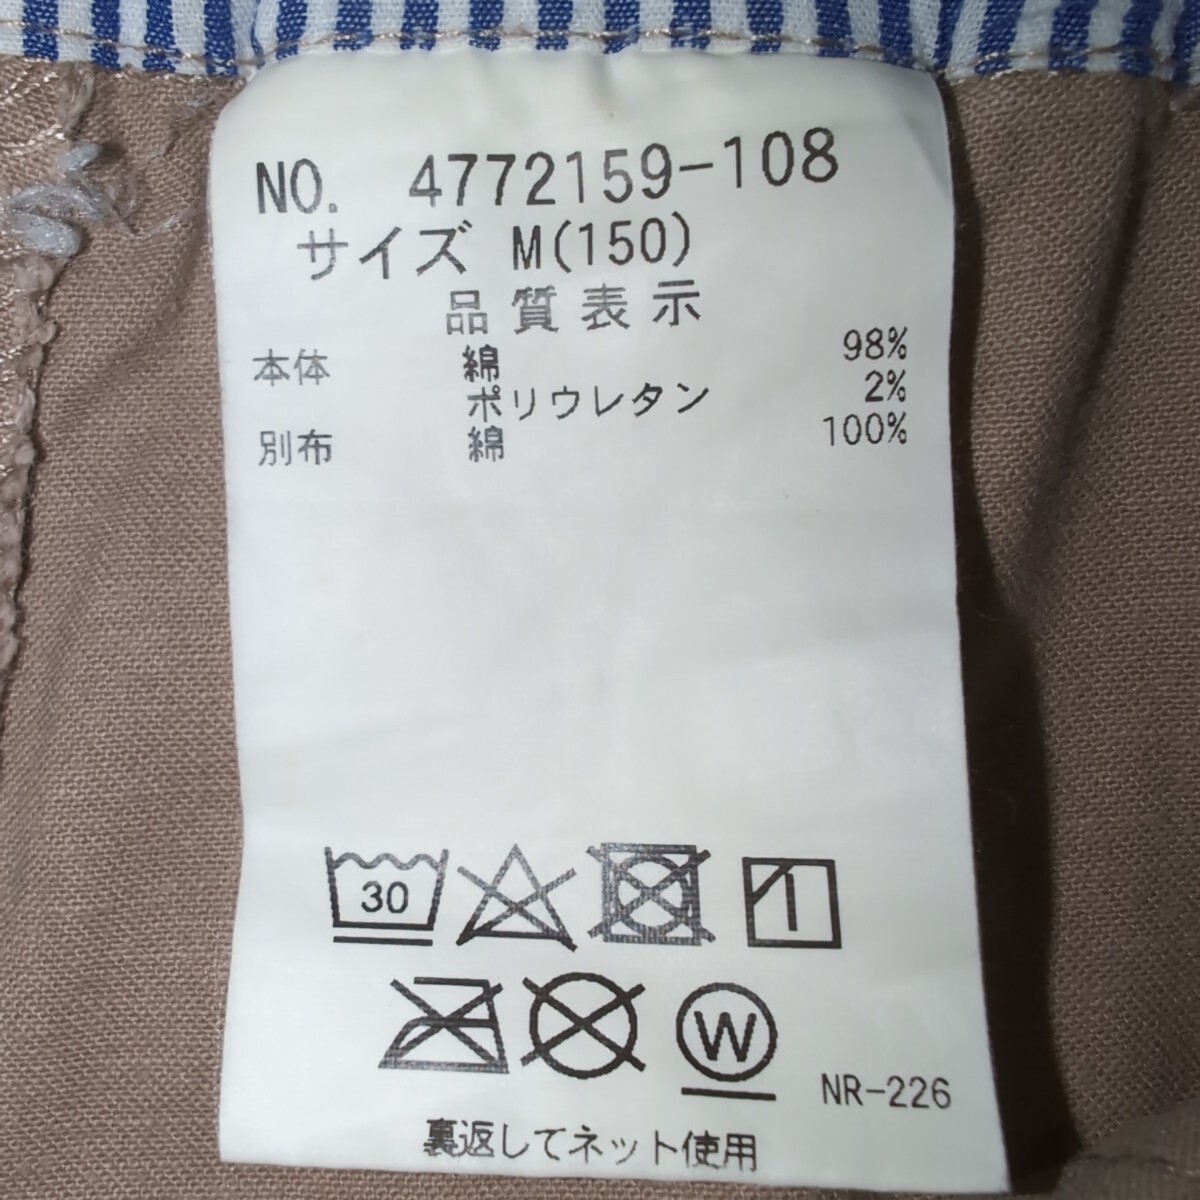 NO. 4772159-108
サイズ M(150)
品質表示
本体 綿 98%
ポリウレタン 2%
別布 綿 100%
30
W
NR-226
裏返してネット使用